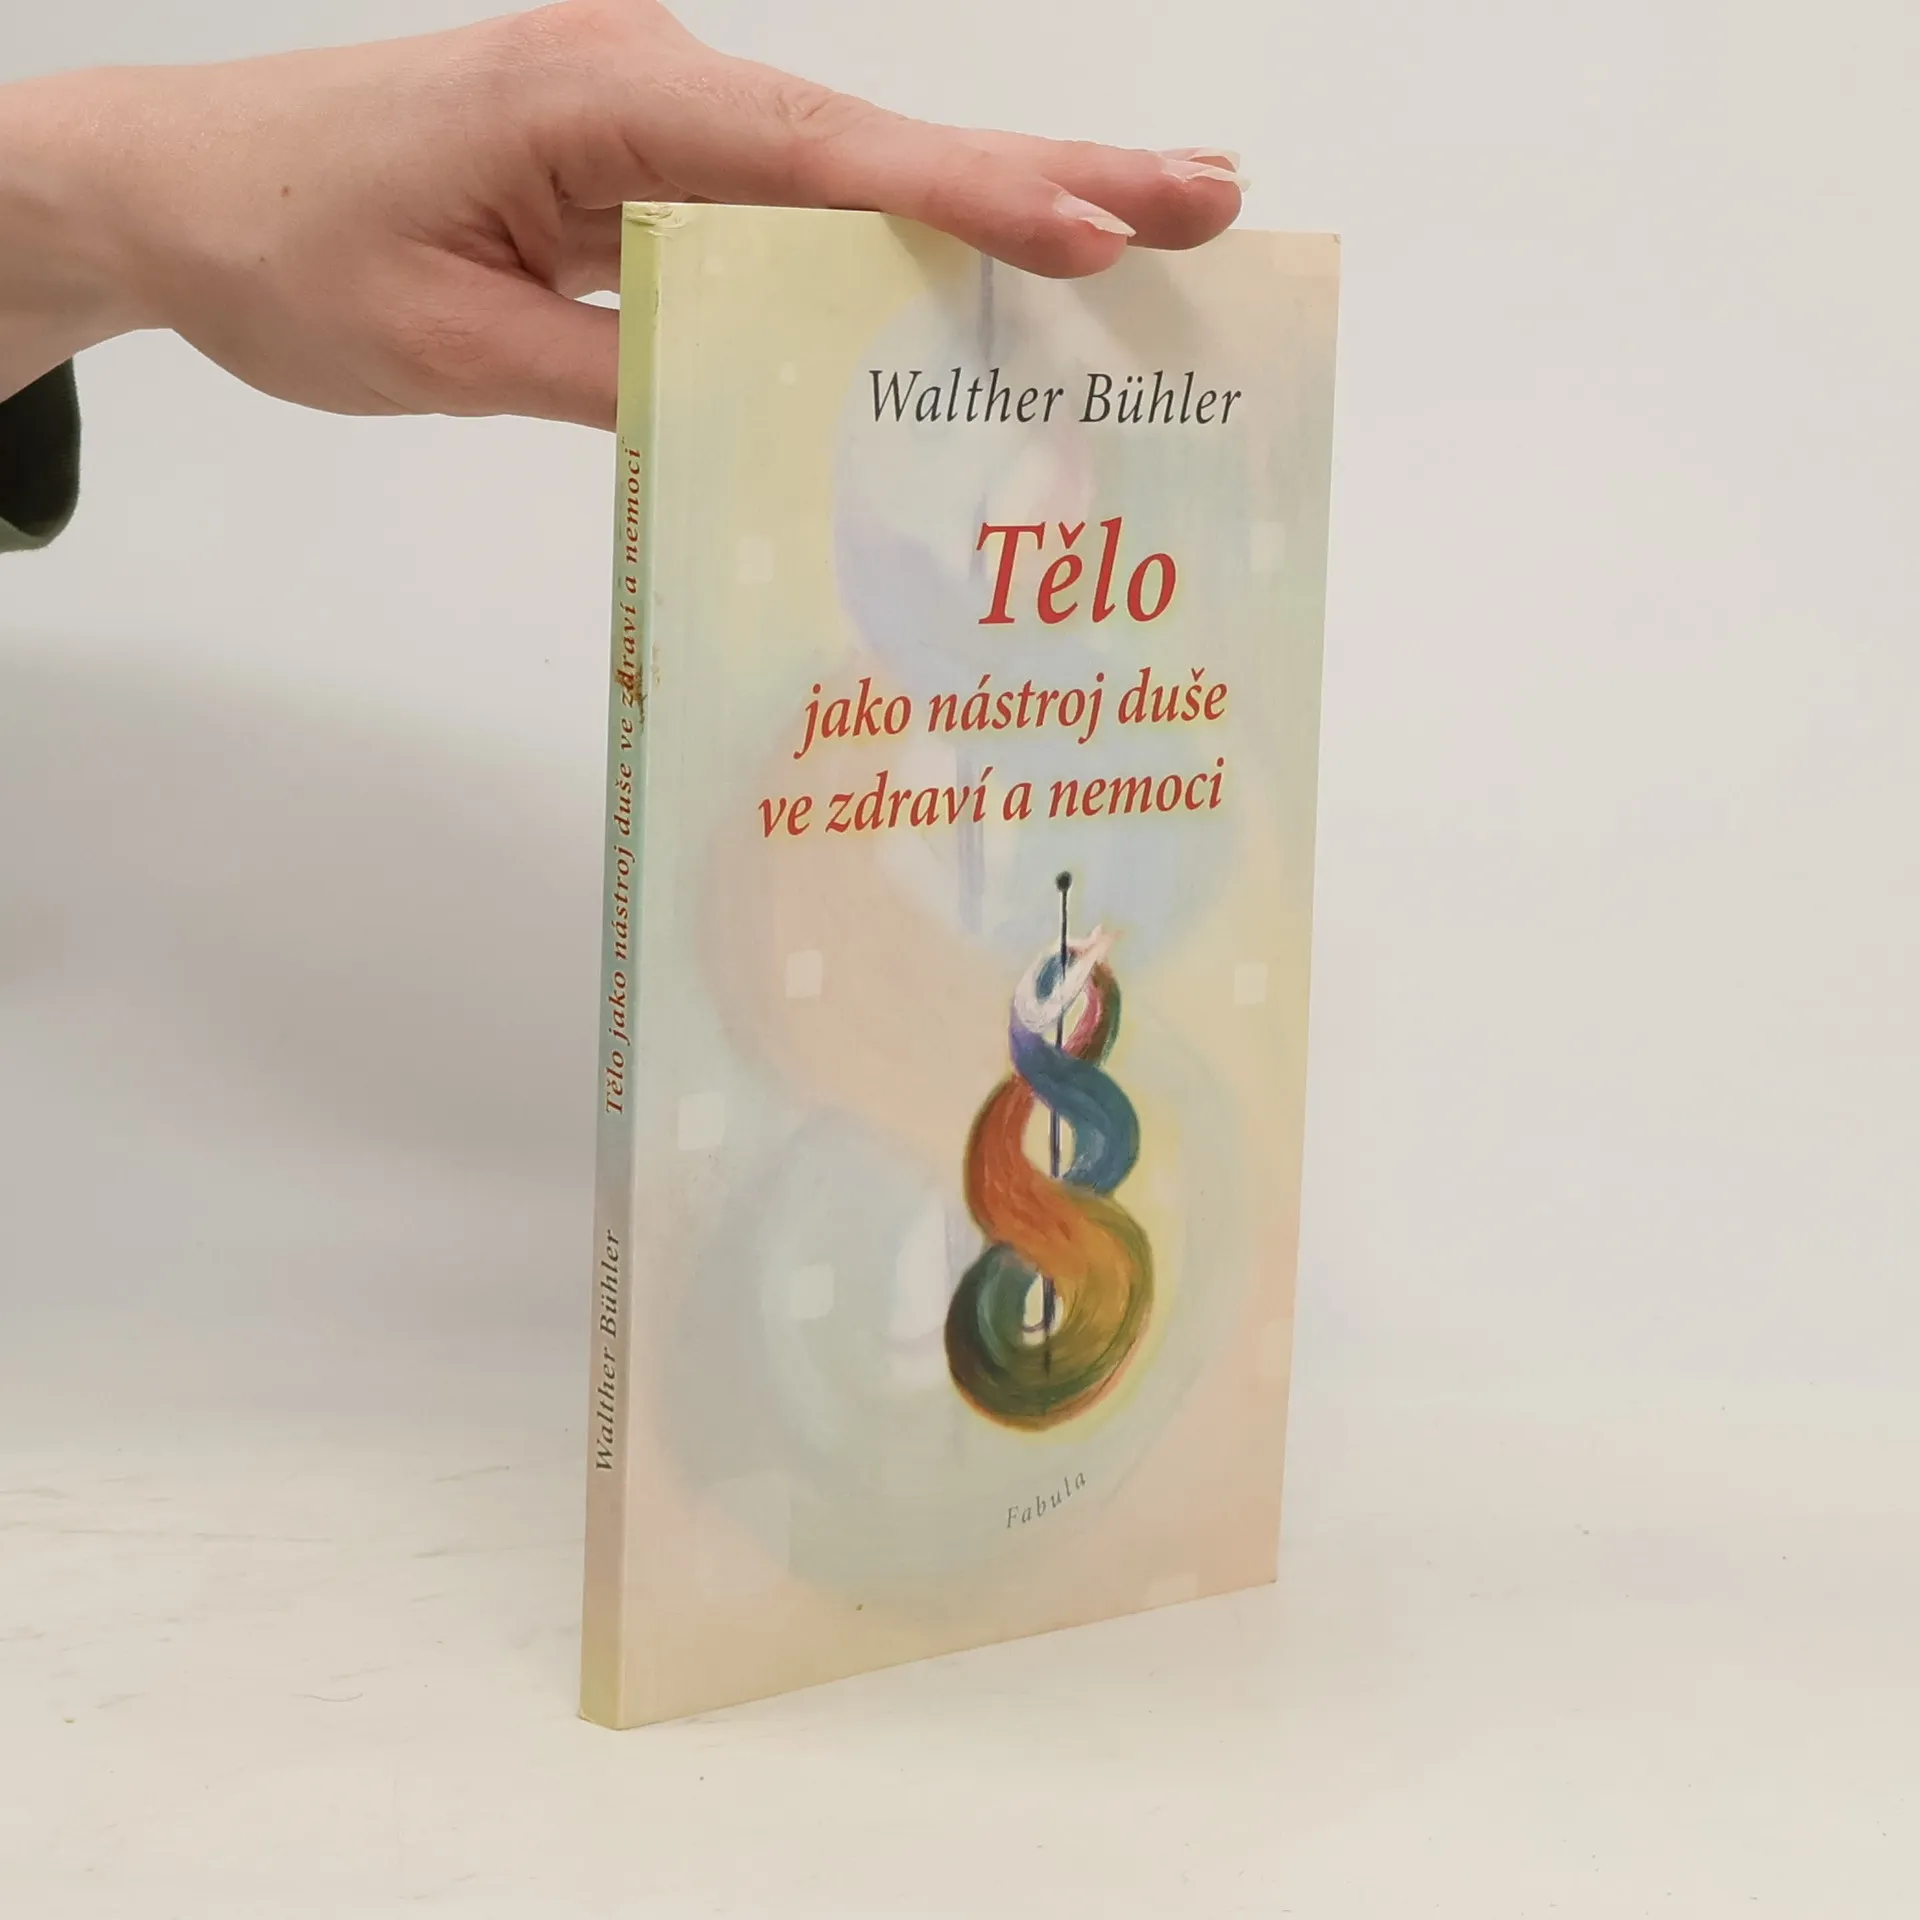 Walther Bühler
Tělo
jako nástroj duše
ve zdraví a nemoci
Fabula
Walther Bühler Tělo jako nástroj duše ve zdraví a nemoci